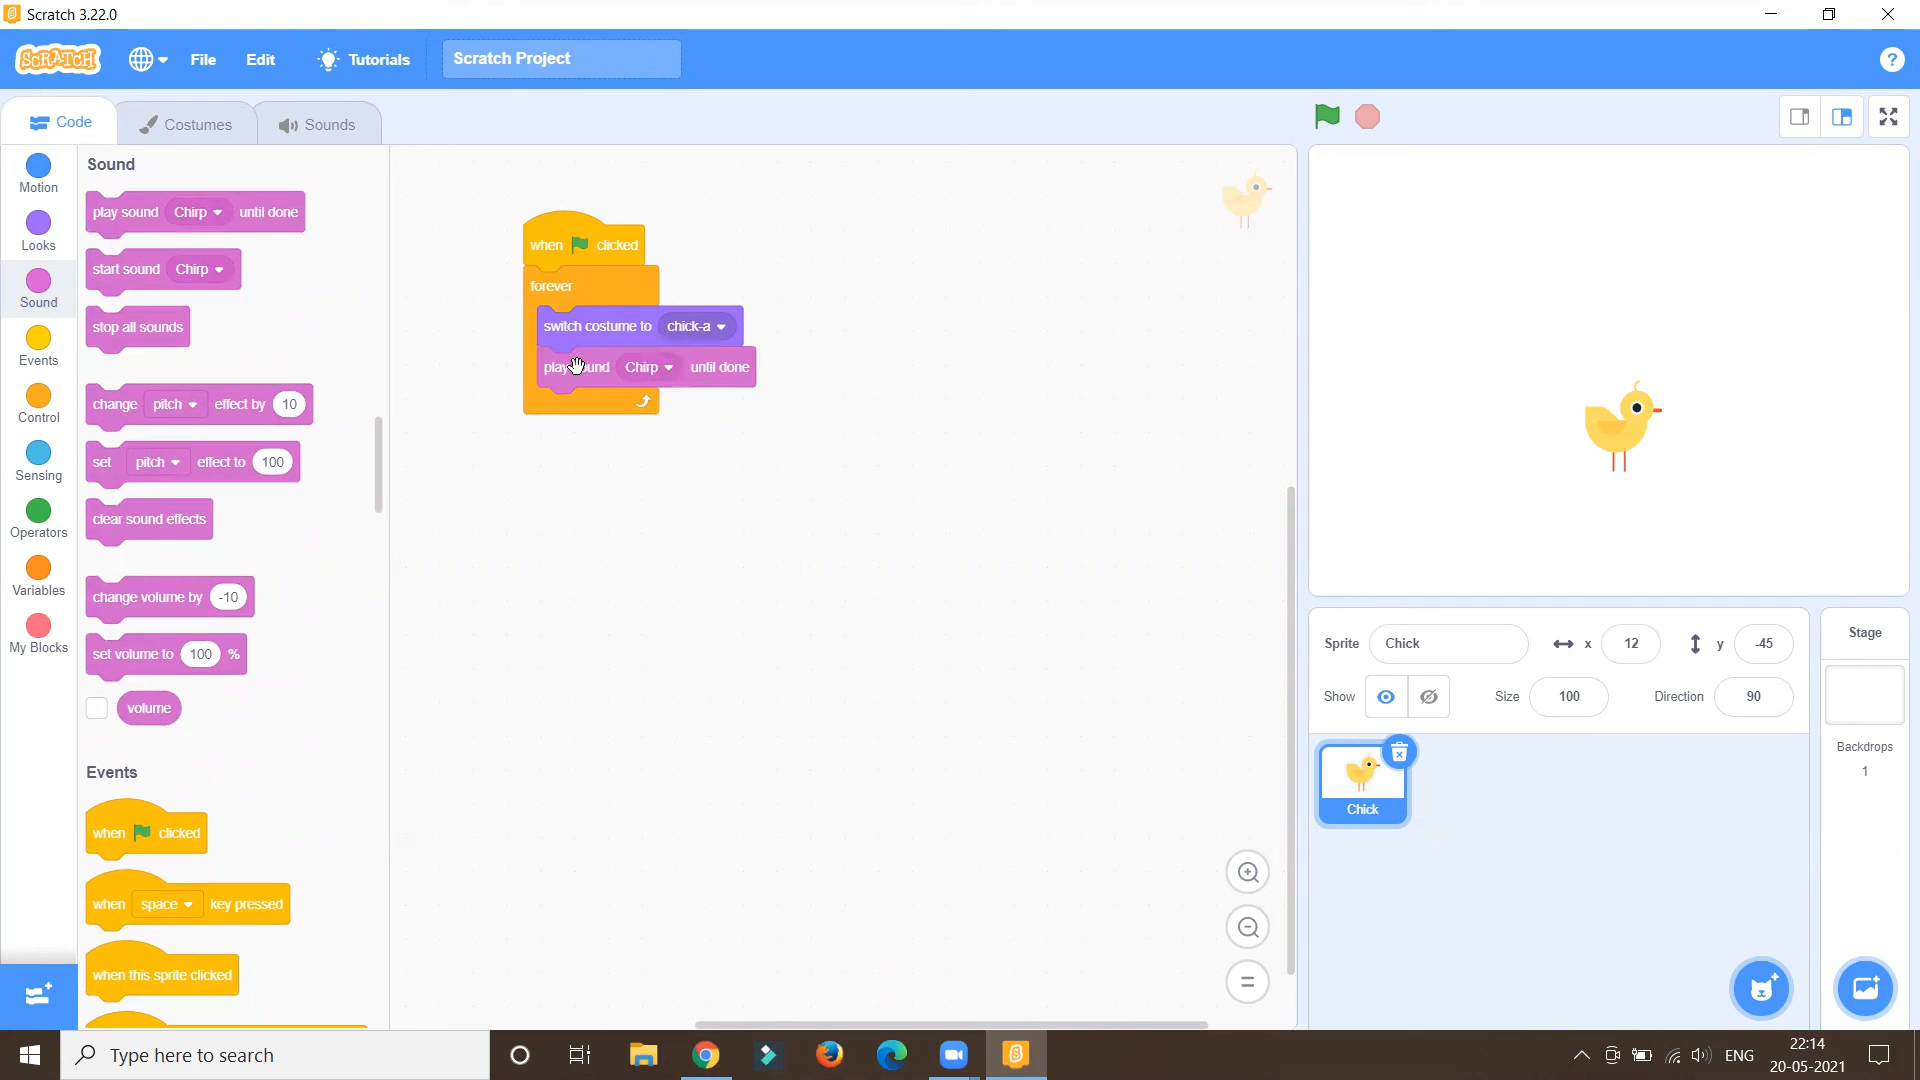 Scratch 3.22.0
SCRATCH
File
Edit
Tutorials
Scratch Project
?
Code
Costumes
Sounds
Motion
Looks
Sound
Events
Control
Sensing
Operators
Variables
My Blocks
Sound
play sound Chirp until done
start sound Chirp
stop all sounds
change pitch effect by 10
set pitch effect to 100
clear sound effects
change volume by -10
set volume to 100 %
volume
Events
when clicked
when space key pressed
when this sprite clicked
when clicked
forever
switch costume to chick-a
Chirp until done
Sprite Chick x 12 y -45
Show Size 100 Direction 90
Chick
Stage
Backdrops
1
Type here to search
ENG
22:14
20-05-2021